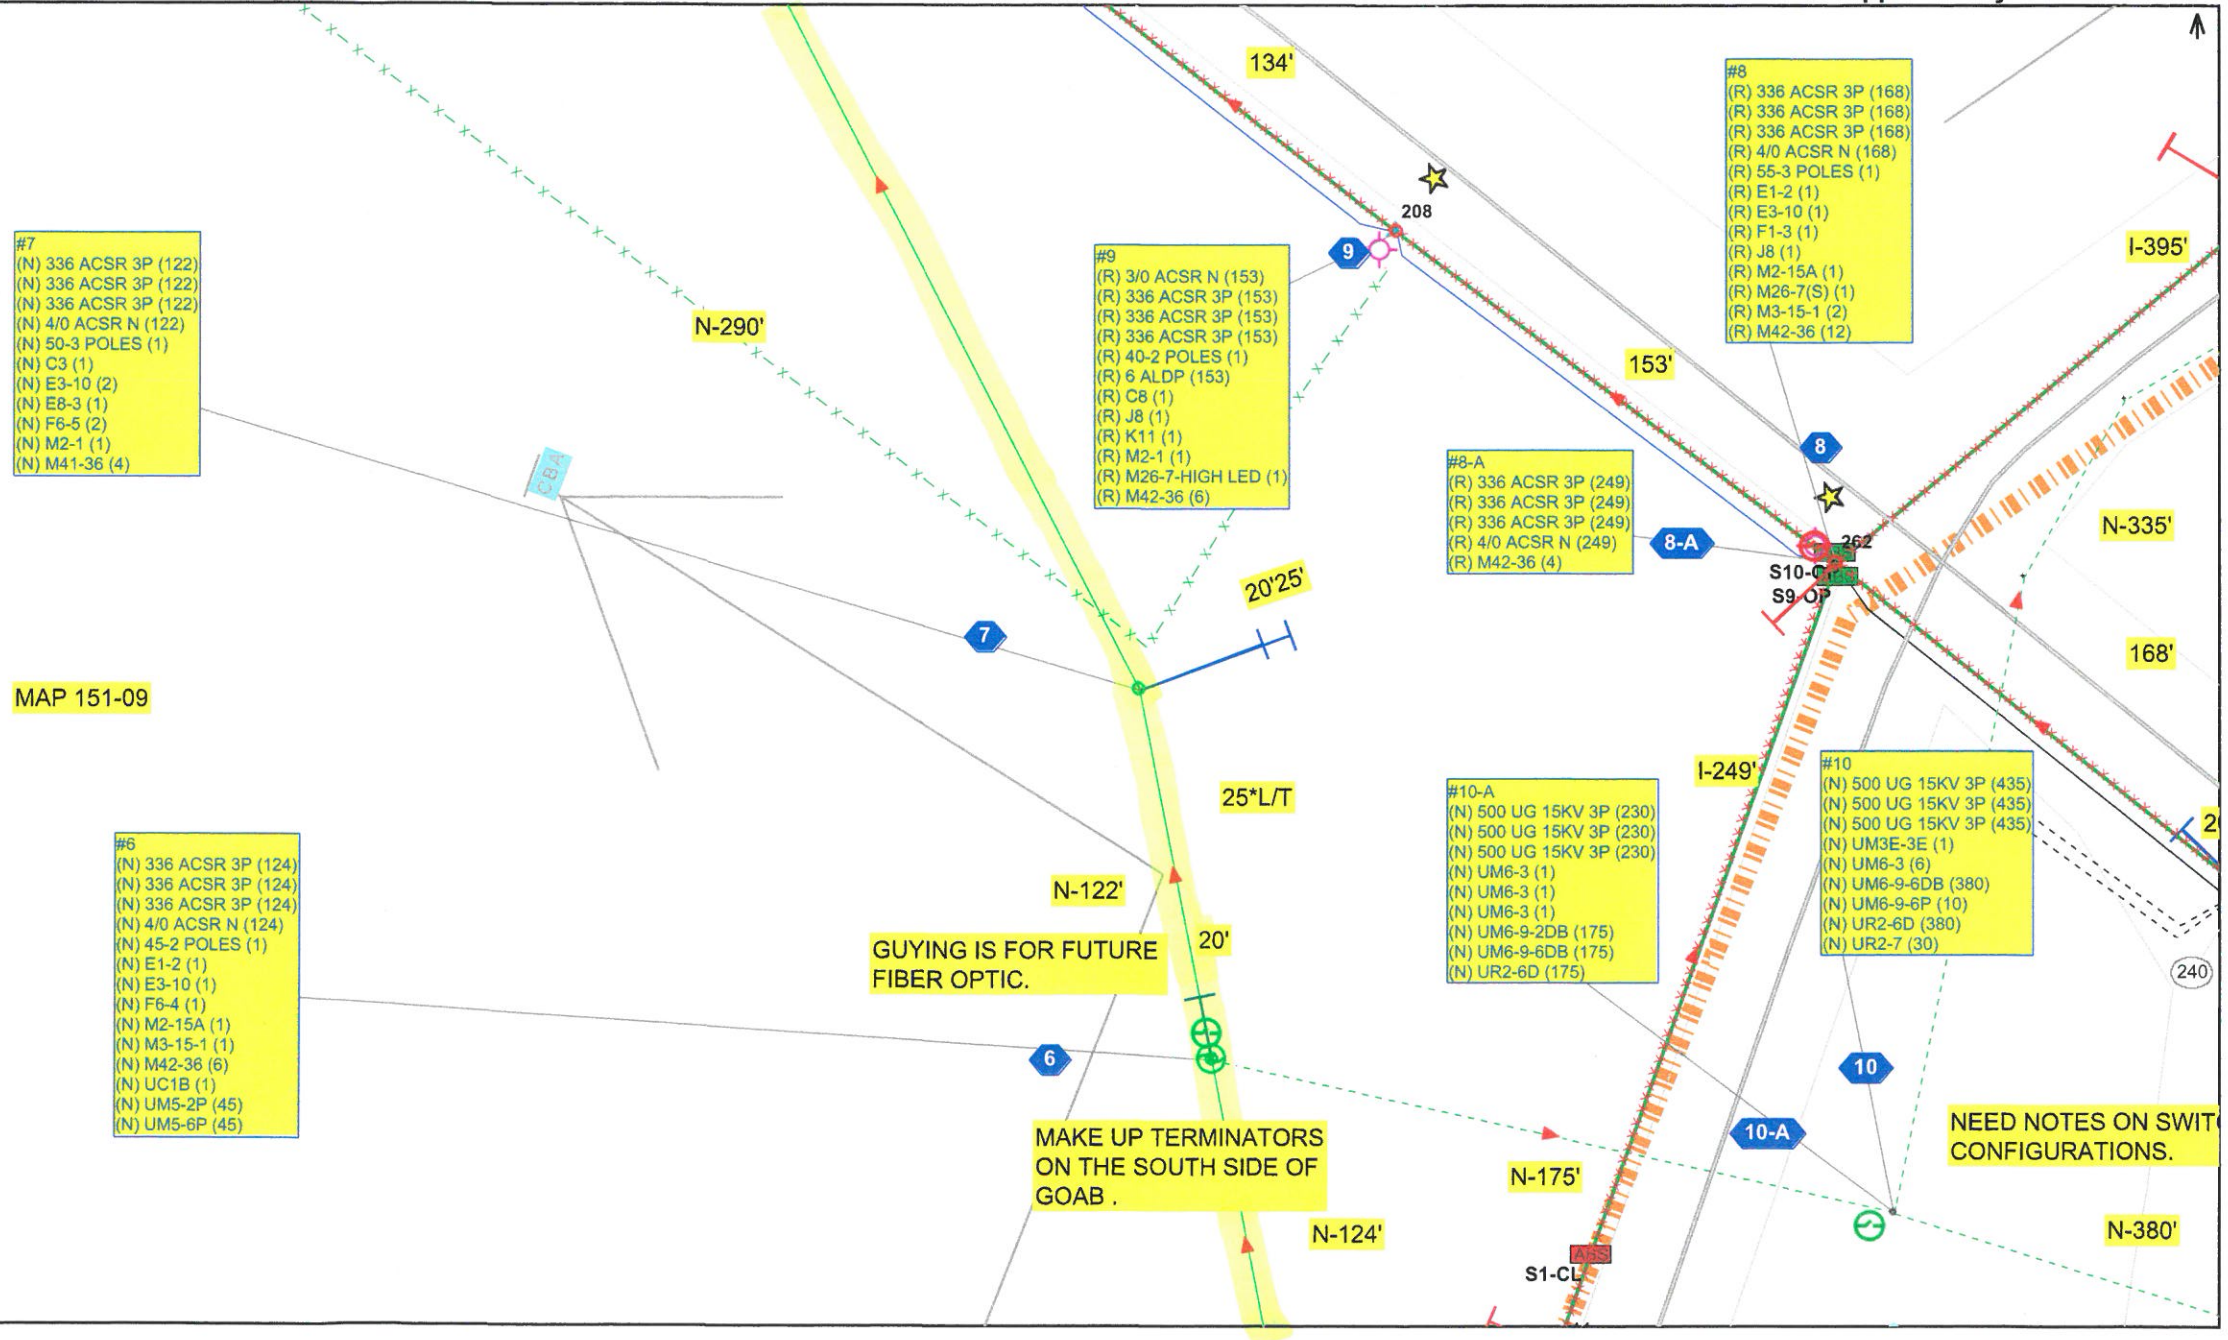 134'
#8
(R) 336 ACSR 3P (168)
(R) 336 ACSR 3P (168)
(R) 336 ACSR 3P (168)
(R) 4/0 ACSR N (168)
(R) 55-3 POLES (1)
(R) E1-2 (1)
(R) E3-10 (1)
(R) F1-3 (1)
(R) J8 (1)
(R) M2-15A (1)
(R) M26-7(S) (1)
(R) M3-15-1 (2)
(R) M42-36 (12)
208
#7
(N) 336 ACSR 3P (122)
(N) 336 ACSR 3P (122)
(N) 336 ACSR 3P (122)
(N) 4/0 ACSR N (122)
(N) 50-3 POLES (1)
(N) C3 (1)
(N) E3-10 (2)
(N) E8-3 (1)
(N) F6-5 (2)
(N) M2-1 (1)
(N) M41-36 (4)
9
#9
(R) 3/0 ACSR N (153)
(R) 336 ACSR 3P (153)
(R) 336 ACSR 3P (153)
(R) 336 ACSR 3P (153)
(R) 40-2 POLES (1)
(R) 6 ALDP (153)
(R) C8 (1)
(R) J8 (1)
(R) K11 (1)
(R) M2-1 (1)
(R) M26-7-HIGH LED (1)
(R) M42-36 (6)
I-395'
N-290'
153'
8
CBA
#8-A
(R) 336 ACSR 3P (249)
(R) 336 ACSR 3P (249)
(R) 336 ACSR 3P (249)
(R) 4/0 ACSR N (249)
(R) M42-36 (4)
8-A
262
S10-
S9-OP
N-335'
20'25'
7
168'
MAP 151-09
25*L/T
I-249'
#10-A
(N) 500 UG 15KV 3P (230)
(N) 500 UG 15KV 3P (230)
(N) 500 UG 15KV 3P (230)
(N) UM6-3 (1)
(N) UM6-3 (1)
(N) UM6-3 (1)
(N) UM6-9-2DB (175)
(N) UM6-9-6DB (175)
(N) UR2-6D (175)
#10
(N) 500 UG 15KV 3P (435)
(N) 500 UG 15KV 3P (435)
(N) 500 UG 15KV 3P (435)
(N) UM3E-3E (1)
(N) UM6-3 (6)
(N) UM6-9-6DB (380)
(N) UM6-9-6P (10)
(N) UR2-6D (380)
(N) UR2-7 (30)
#6
(N) 336 ACSR 3P (124)
(N) 336 ACSR 3P (124)
(N) 336 ACSR 3P (124)
(N) 4/0 ACSR N (124)
(N) 45-2 POLES (1)
(N) E1-2 (1)
(N) E3-10 (1)
(N) F6-4 (1)
(N) M2-15A (1)
(N) M3-15-1 (1)
(N) M42-36 (6)
(N) UC1B (1)
(N) UM5-2P (45)
(N) UM5-6P (45)
N-122'
20'
GUYING IS FOR FUTURE
FIBER OPTIC.
240
6
10
MAKE UP TERMINATORS
ON THE SOUTH SIDE OF
GOAB .
10-A
NEED NOTES ON
CONFIGURATIONS.
N-175'
N-124'
N-380'
ABS
S1-CL